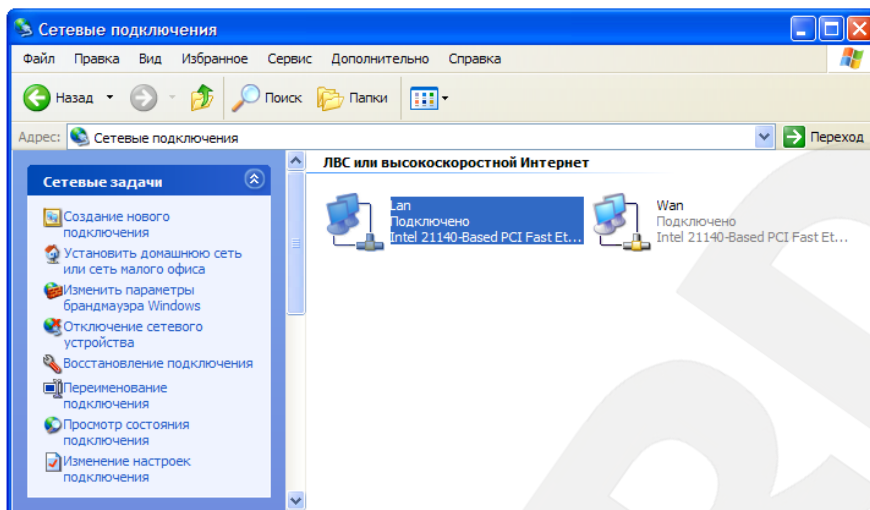 Сетевые подключения
Файл Правка Вид Избранное Сервис Дополнительно Справка
Назад Поиск Папки
Адрес: Сетевые подключения Переход
Сетевые задачи
Создание нового
подключения
Установить домашнюю сеть
или сеть малого офиса
Изменить параметры
брандмауэра Windows
Отключение сетевого
устройства
Восстановление подключения
Переименование
подключения
Просмотр состояния
подключения
Изменение настроек
подключения
ЛВС или высокоскоростной Интернет
Lan
Подключено
Intel 21140-Based PCI Fast Et...
Wan
Подключено
Intel 21140-Based PCI Fast Et...